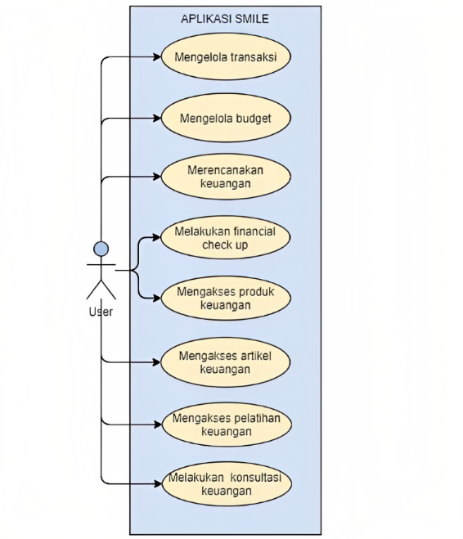 APLIKASI SMILE
Mengelola transaksi
Mengelola budget
Merencanakan
keuangan
Melakukan financial
check up
User
Mengakses produk
keuangan
Mengakses artikel
keuangan
Mengakses pelatihan
keuangan
Melakukan konsultasi
keuangan